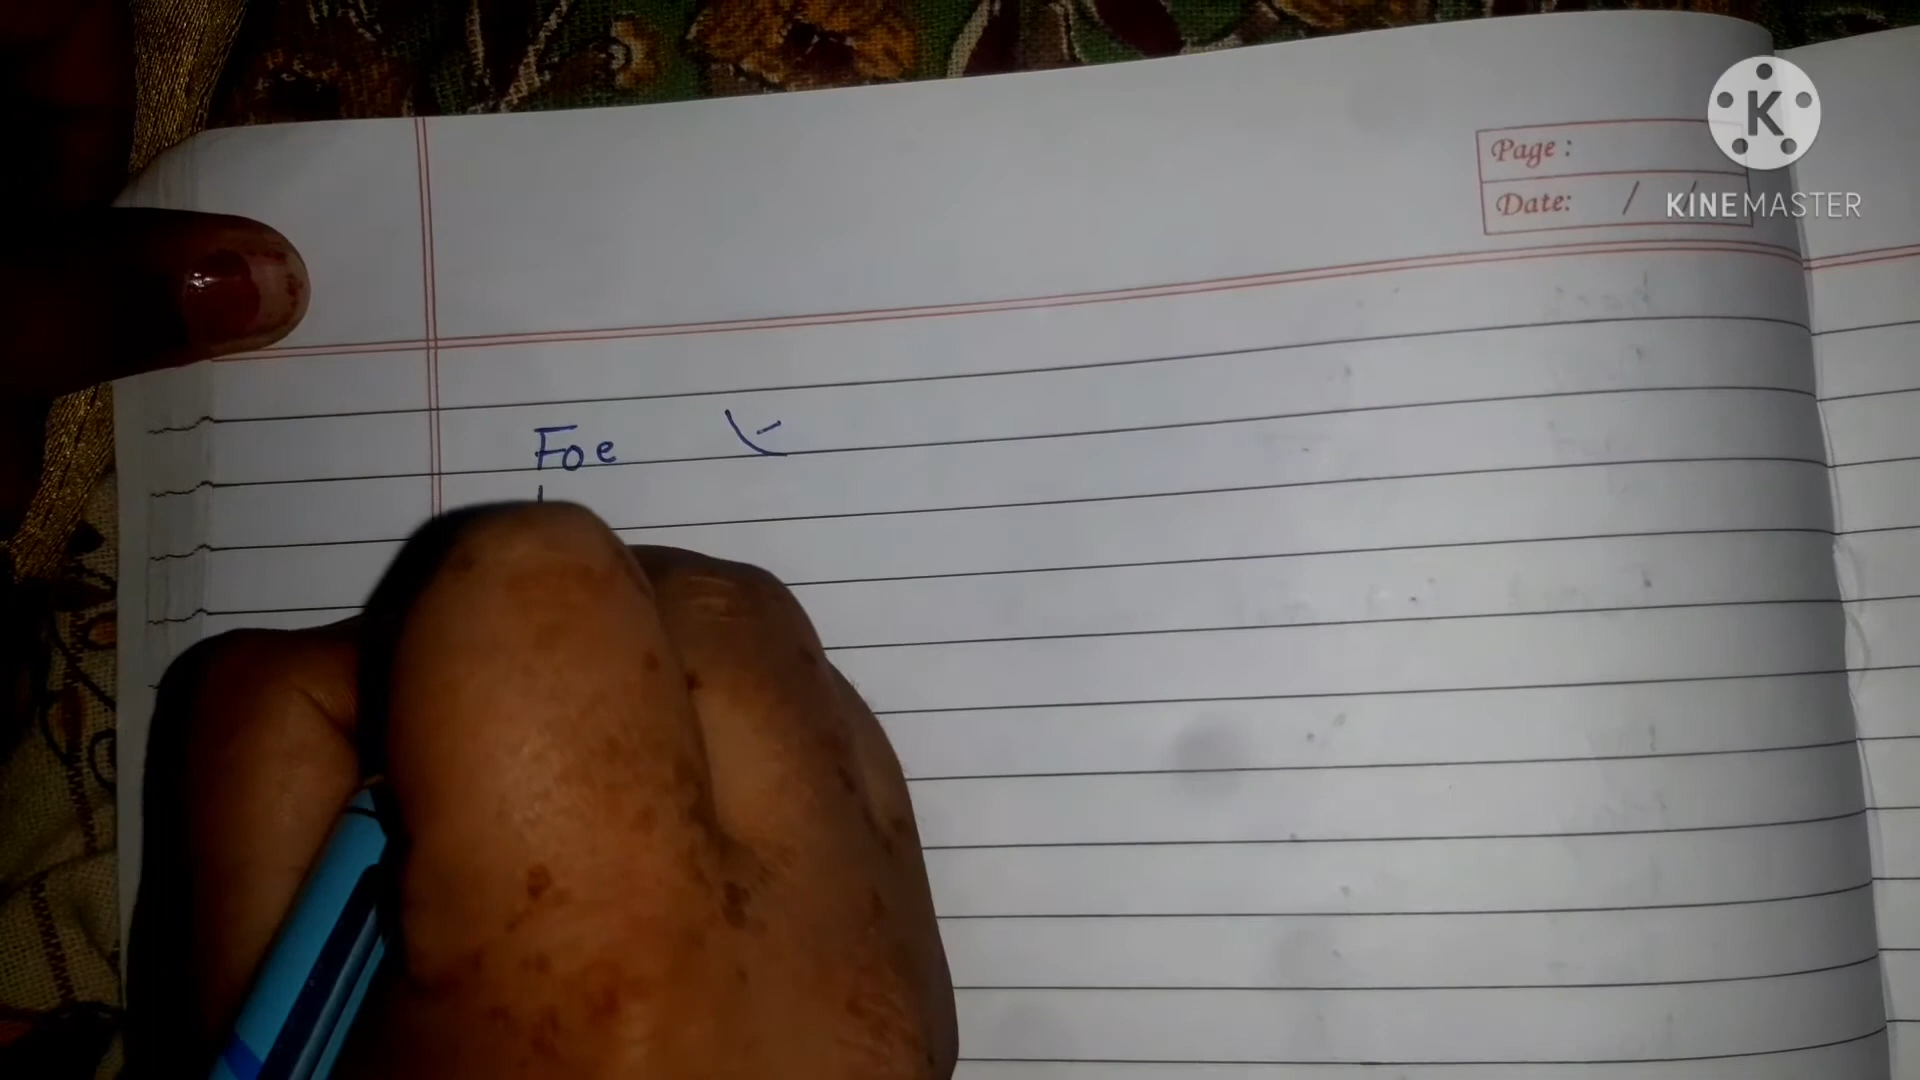 Page :
Date: / /
KINEMASTER
Foe